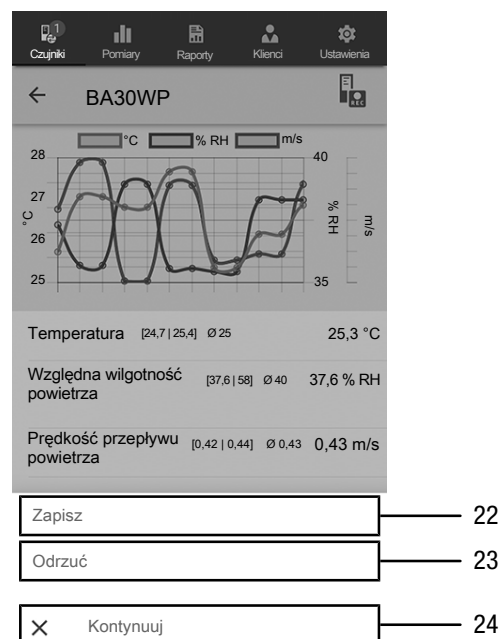 1
Czujniki Pomiary Raporty Klienci Ustawienia
BA30WP
REC
°C % RH m/s
28 40
27
26
25 35
°C
% RH
m/s
Temperatura [24,7 | 25,4] Ø 25 25,3 °C
Względna wilgotność powietrza [37,6 | 58] Ø 40 37,6 % RH
Prędkość przepływu powietrza [0,42 | 0,44] Ø 0,43 0,43 m/s
Zapisz 22
Odrzuć 23
Kontynuuj 24